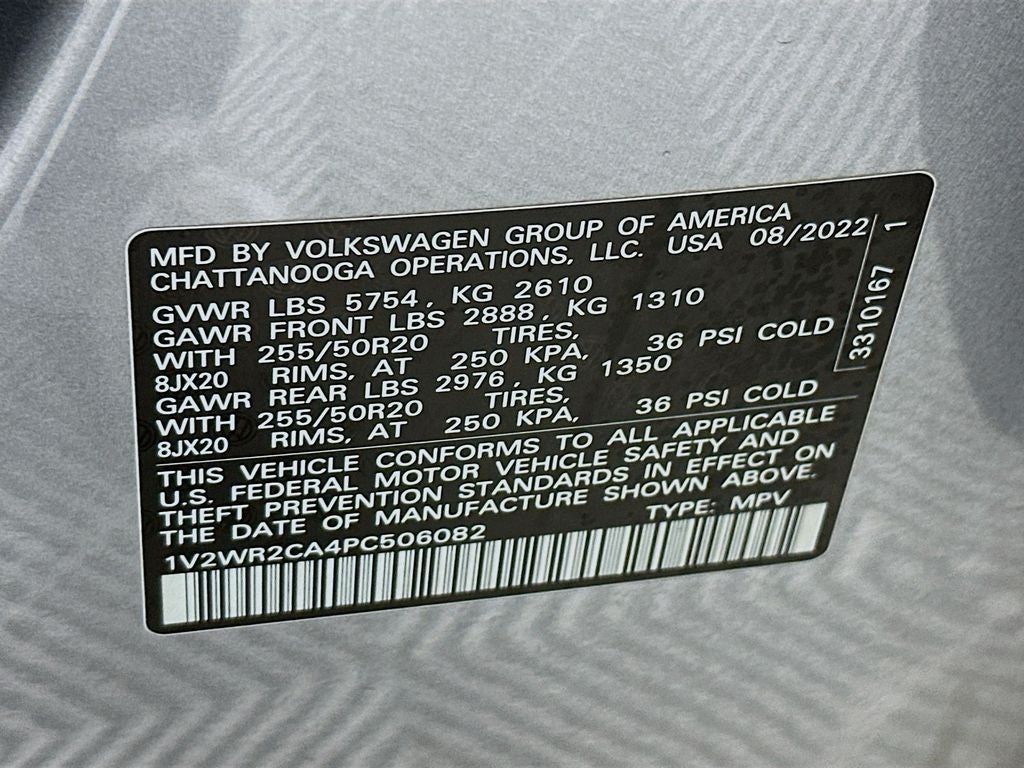 MFD BY VOLKSWAGEN GROUP OF AMERICA
CHATTANOOGA OPERATIONS, LLC. USA 08/2022
GVWR LBS 5754, KG 2610
GAWR FRONT LBS 2888, KG 1310
WITH 255/50R20 TIRES,
8JX20 RIMS, AT 250 KPA, 36 PSI COLD
GAWR REAR LBS 2976, KG 1350
WITH 255/50R20 TIRES,
8JX20 RIMS, AT 250 KPA, 36 PSI COLD
THIS VEHICLE CONFORMS TO ALL APPLICABLE
U.S. FEDERAL MOTOR VEHICLE SAFETY AND
THEFT PREVENTION STANDARDS IN EFFECT ON
THE DATE OF MANUFACTURE SHOWN ABOVE.
1V2WR2CA4PC506082 TYPE: MPV
3310167 1